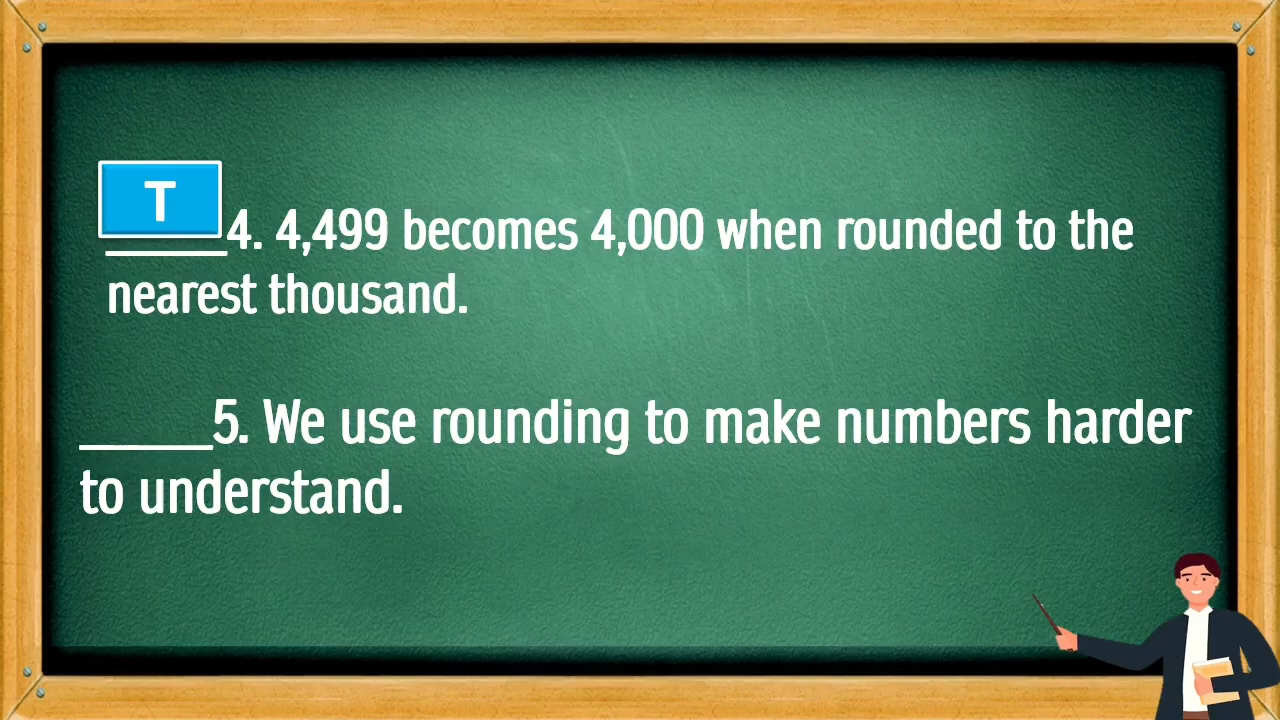 T
_____4. 4,499 becomes 4,000 when rounded to the
nearest thousand.
_____5. We use rounding to make numbers harder
to understand.